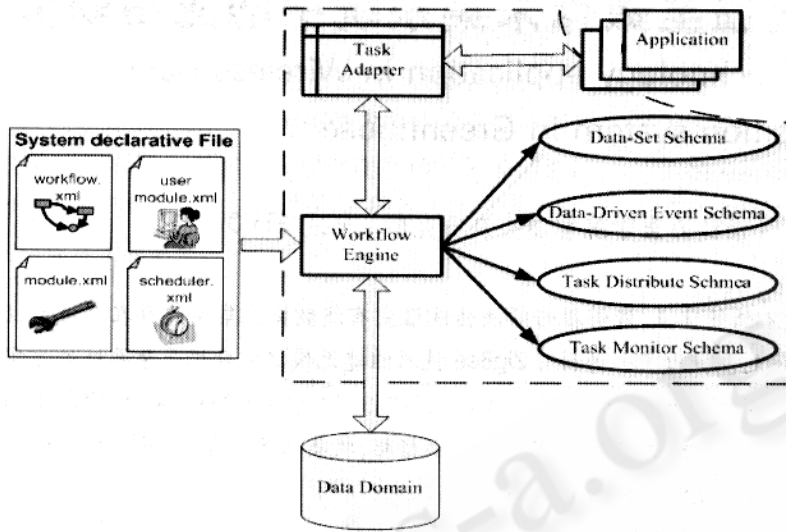 Task
Adapter
Application
System declarative File
workflow.
xml
user
module.xml
module.xml
scheduler.
xml
Workflow
Engine
Data-Set Schema
Data-Driven Event Schema
Task Distribute Schmea
Task Monitor Schema
Data Domain
s-a.org